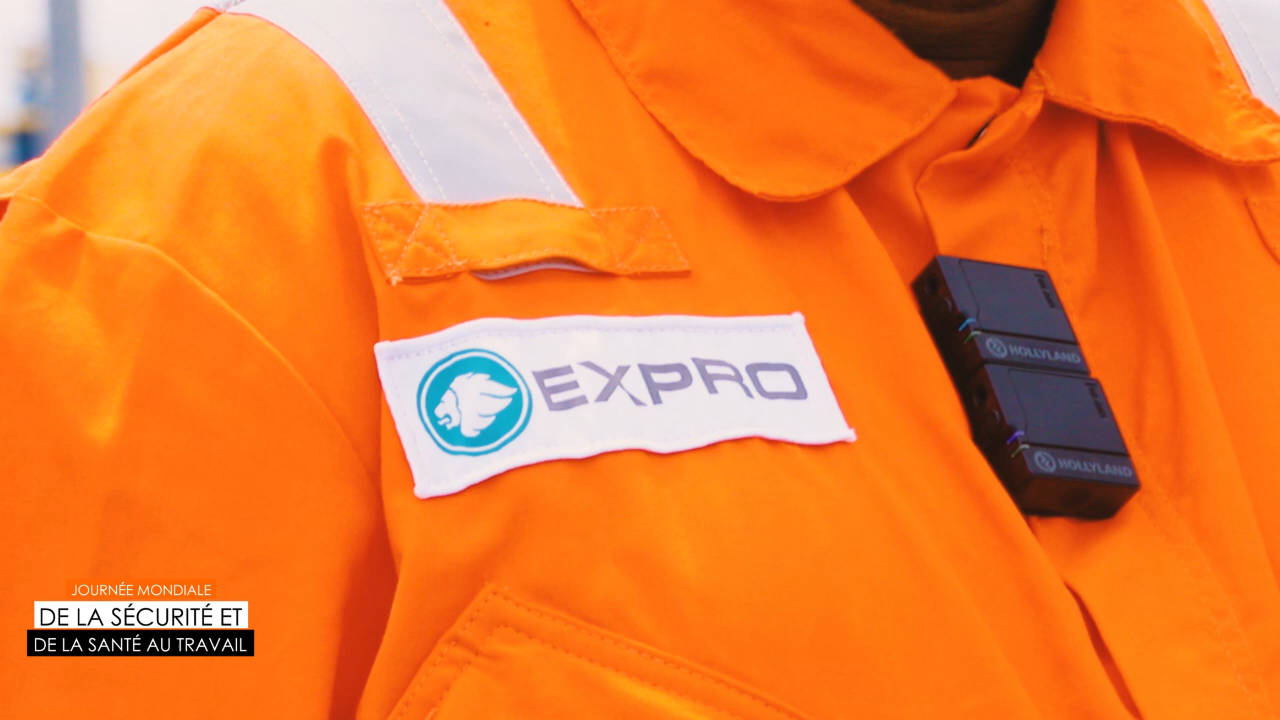 EXPRO
HOLLYLAND
HOLLYLAND
JOURNÉE MONDIALE
DE LA SÉCURITÉ ET
DE LA SANTÉ AU TRAVAIL